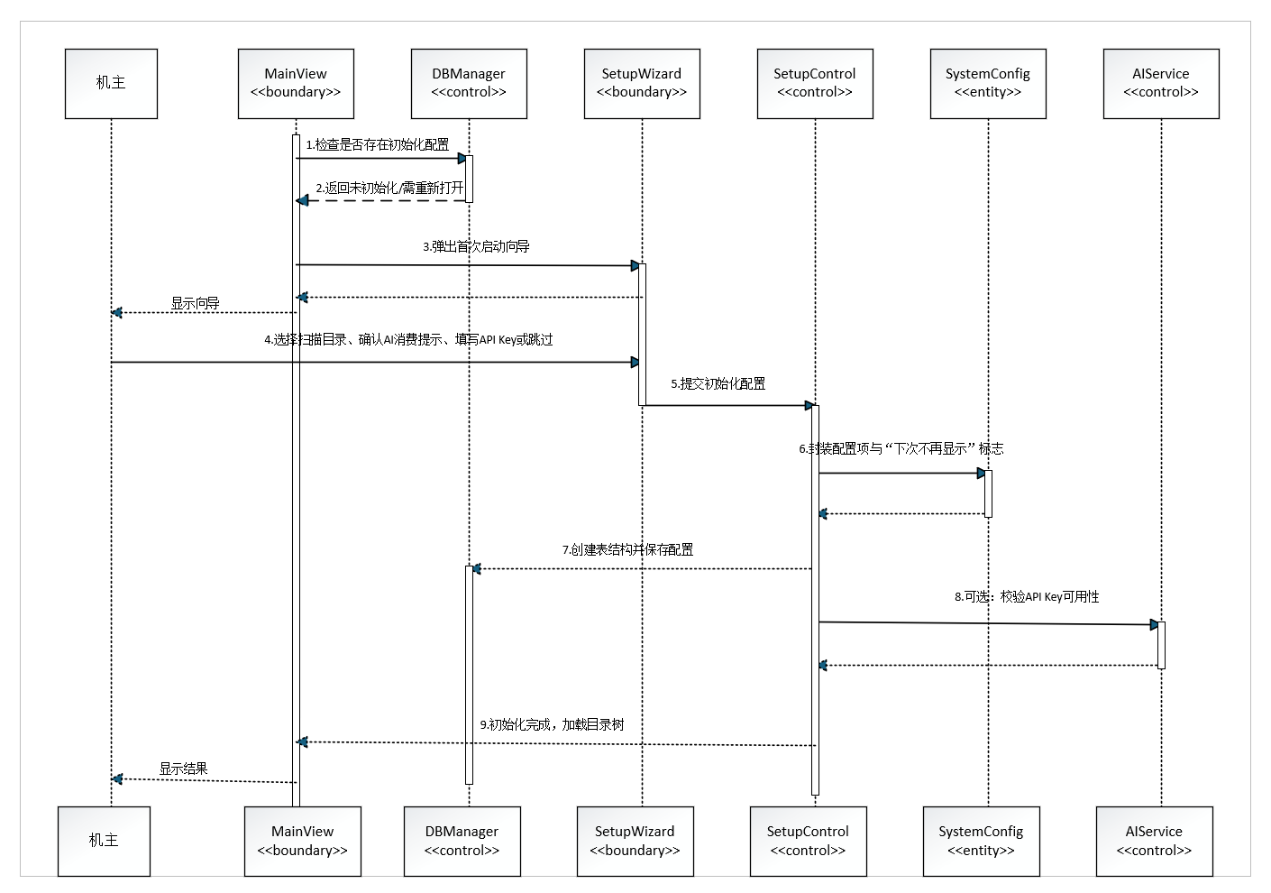 机主
MainView
<<boundary>>
DBManager
<<control>>
SetupWizard
<<boundary>>
SetupControl
<<control>>
SystemConfig
<<entity>>
AIService
<<control>>
1.检查是否存在初始化配置
2.返回未初始化/需重新打开
3.弹出首次启动向导
显示向导
4.选择扫描目录、确认AI消费提示、填写API Key或跳过
5.提交初始化配置
6.封装配置项与“下次不再显示”标志
7.创建表结构并保存配置
8.可选：校验API Key可用性
9.初始化完成，加载目录树
显示结果
机主
MainView
<<boundary>>
DBManager
<<control>>
SetupWizard
<<boundary>>
SetupControl
<<control>>
SystemConfig
<<entity>>
AIService
<<control>>